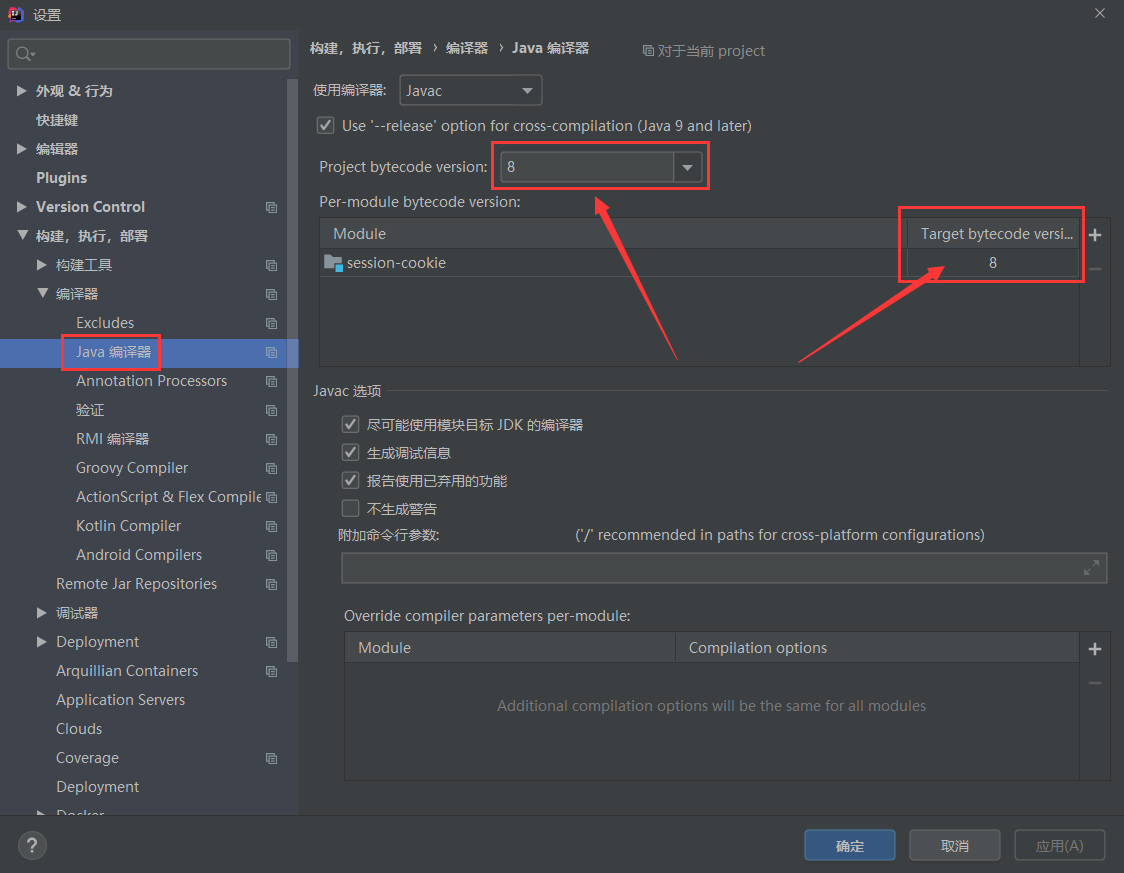 设置
外观 & 行为
快捷键
编辑器
Plugins
Version Control
构建，执行，部署
构建工具
编译器
Excludes
Java 编译器
Annotation Processors
验证
RMI 编译器
Groovy Compiler
ActionScript & Flex Compile
Kotlin Compiler
Android Compilers
Remote Jar Repositories
调试器
Deployment
Arquillian Containers
Application Servers
Clouds
Coverage
Deployment
Docker
构建，执行，部署 › 编译器 › Java 编译器 对于当前 project
使用编译器: Javac
Use '--release' option for cross-compilation (Java 9 and later)
Project bytecode version: 8
Per-module bytecode version:
Module Target bytecode versi...
session-cookie 8
Javac 选项
尽可能使用模块目标 JDK 的编译器
生成调试信息
报告使用已弃用的功能
不生成警告
附加命令行参数: ('/' recommended in paths for cross-platform configurations)
Override compiler parameters per-module:
Module Compilation options
Additional compilation options will be the same for all modules
? 确定 取消 应用(A)